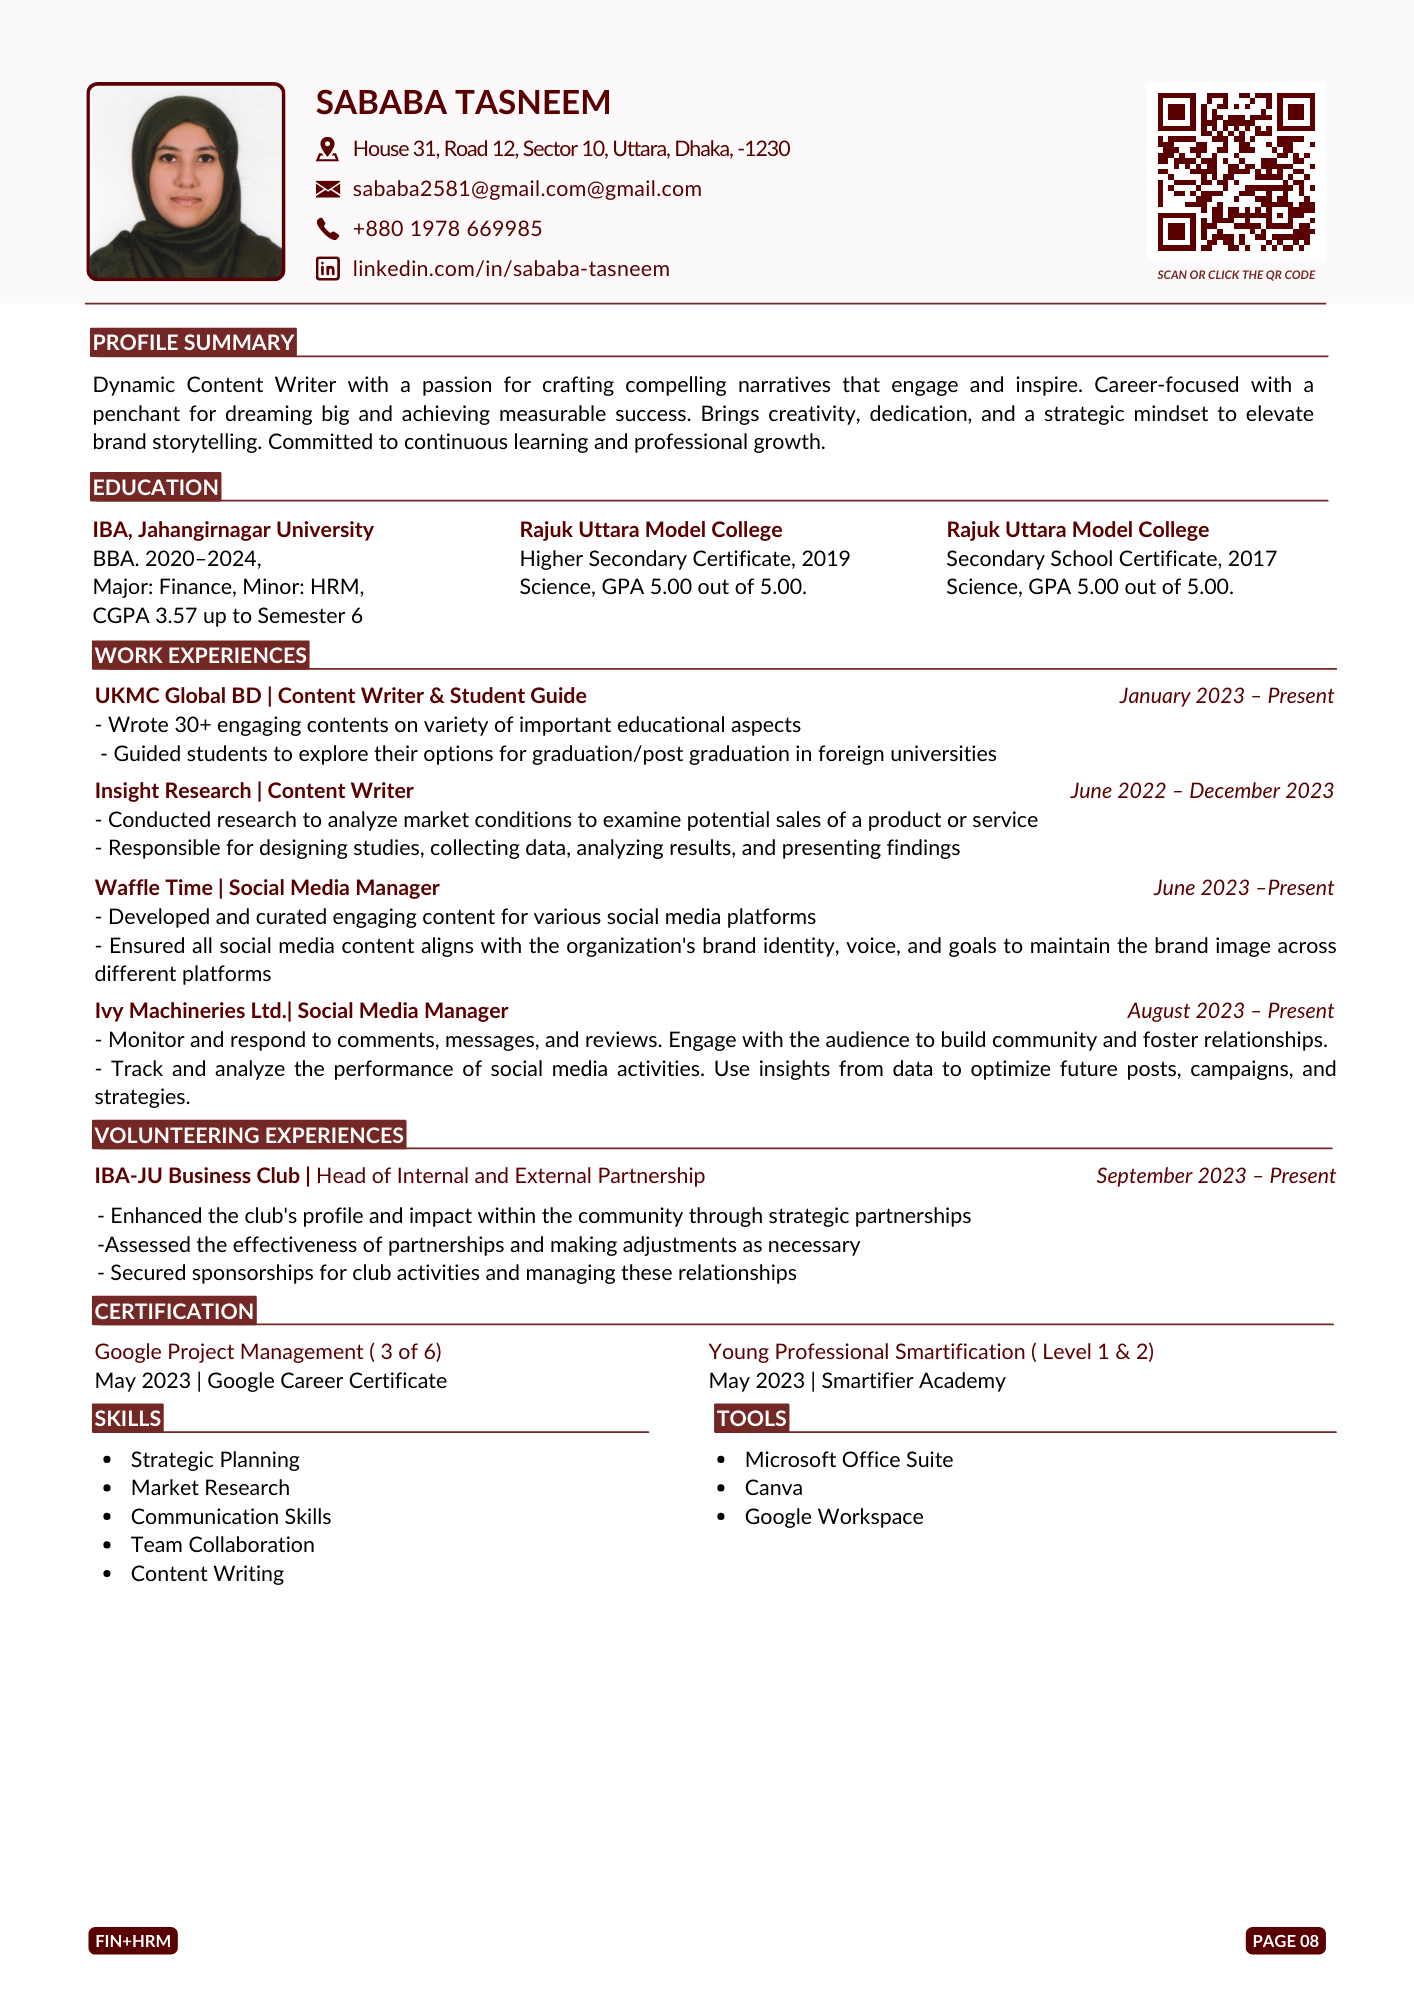 SABABA TASNEEM
House 31, Road 12, Sector 10, Uttara, Dhaka, -1230
sababa2581@gmail.com@gmail.com
+880 1978 669985
linkedin.com/in/sababa-tasneem
SCAN OR CLICK THE QR CODE
PROFILE SUMMARY
Dynamic Content Writer with a passion for crafting compelling narratives that engage and inspire. Career-focused with a
penchant for dreaming big and achieving measurable success. Brings creativity, dedication, and a strategic mindset to elevate
brand storytelling. Committed to continuous learning and professional growth.
EDUCATION
IBA, Jahangirnagar University
BBA. 2020–2024,
Major: Finance, Minor: HRM,
CGPA 3.57 up to Semester 6
Rajuk Uttara Model College
Higher Secondary Certificate, 2019
Science, GPA 5.00 out of 5.00.
Rajuk Uttara Model College
Secondary School Certificate, 2017
Science, GPA 5.00 out of 5.00.
WORK EXPERIENCES
UKMC Global BD | Content Writer & Student Guide January 2023 – Present
- Wrote 30+ engaging contents on variety of important educational aspects
- Guided students to explore their options for graduation/post graduation in foreign universities
Insight Research | Content Writer June 2022 – December 2023
- Conducted research to analyze market conditions to examine potential sales of a product or service
- Responsible for designing studies, collecting data, analyzing results, and presenting findings
Waffle Time | Social Media Manager June 2023 –Present
- Developed and curated engaging content for various social media platforms
- Ensured all social media content aligns with the organization's brand identity, voice, and goals to maintain the brand image across
different platforms
Ivy Machineries Ltd.| Social Media Manager August 2023 – Present
- Monitor and respond to comments, messages, and reviews. Engage with the audience to build community and foster relationships.
- Track and analyze the performance of social media activities. Use insights from data to optimize future posts, campaigns, and
strategies.
VOLUNTEERING EXPERIENCES
IBA-JU Business Club | Head of Internal and External Partnership September 2023 – Present
- Enhanced the club's profile and impact within the community through strategic partnerships
-Assessed the effectiveness of partnerships and making adjustments as necessary
- Secured sponsorships for club activities and managing these relationships
CERTIFICATION
Google Project Management ( 3 of 6)
May 2023 | Google Career Certificate
Young Professional Smartification ( Level 1 & 2)
May 2023 | Smartifier Academy
SKILLS
• Strategic Planning
• Market Research
• Communication Skills
• Team Collaboration
• Content Writing
TOOLS
• Microsoft Office Suite
• Canva
• Google Workspace
FIN+HRM
PAGE 08